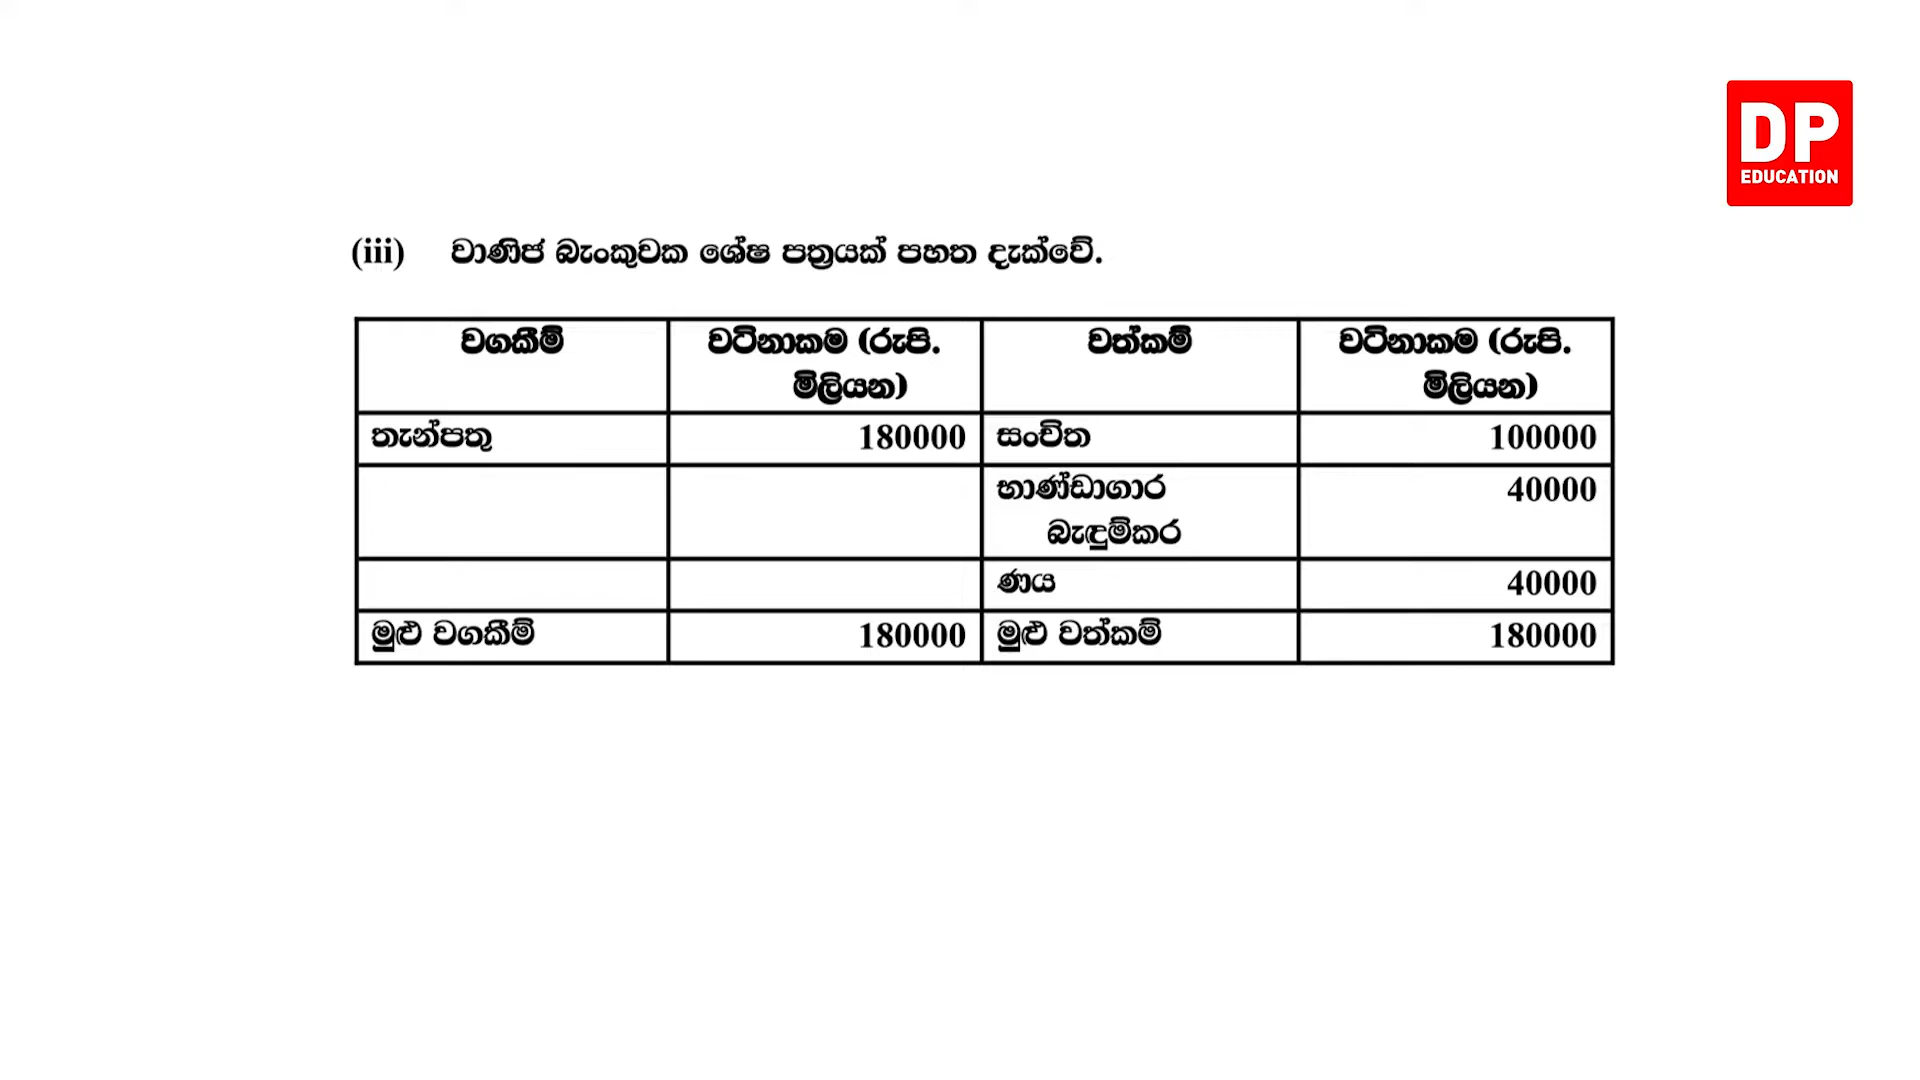 DP
EDUCATION
(iii) වාණිජ බැංකුවක ශේෂ පත්‍රයක් පහත දැක්වේ.
වගකීම් වටිනාකම (රුපි. මිලියන) වත්කම් වටිනාකම (රුපි. මිලියන)
තැන්පතු 180000 සංචිත 100000
භාණ්ඩාගාර බැඳුම්කර 40000
ණය 40000
මුළු වගකීම් 180000 මුළු වත්කම් 180000